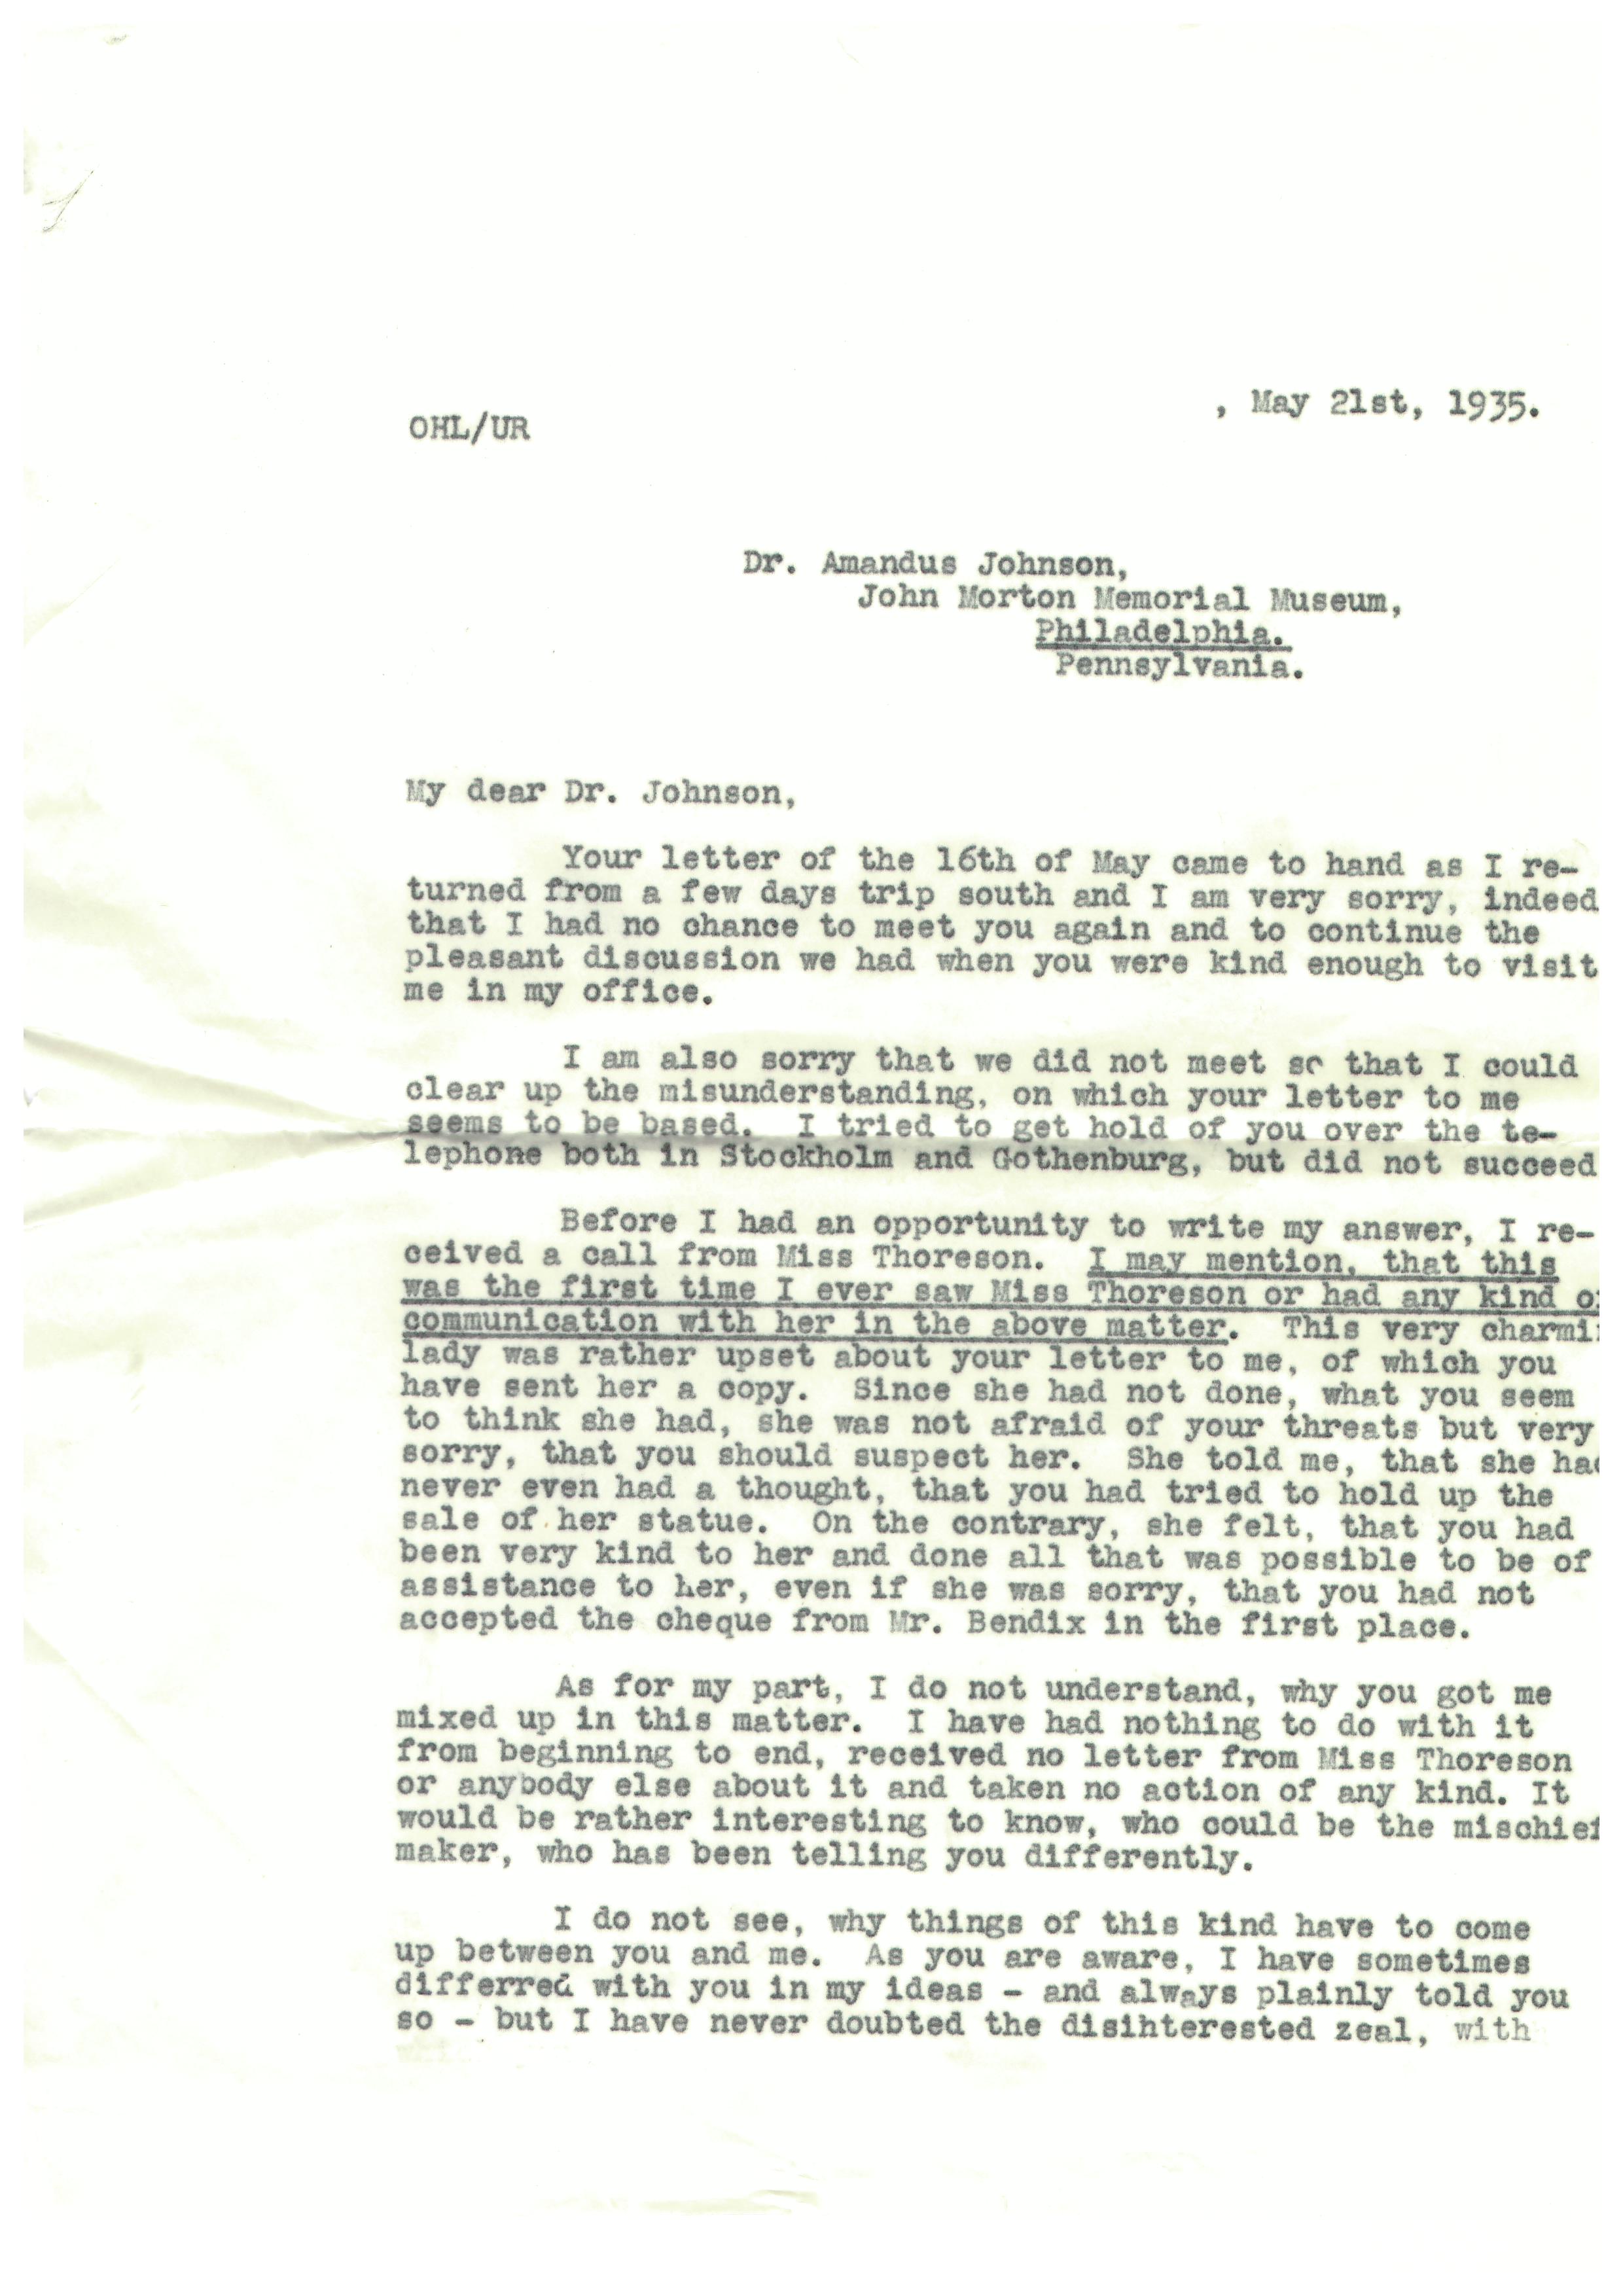 , May 21st, 1935.
OHL/UR
Dr. Amandus Johnson,
John Morton Memorial Museum,
Philadelphia.
Pennsylvania.
My dear Dr. Johnson,
Your letter of the 16th of May came to hand as I re-
turned from a few days trip south and I am very sorry, indeed
that I had no chance to meet you again and to continue the
pleasant discussion we had when you were kind enough to visit
me in my office.
I am also sorry that we did not meet so that I could
clear up the misunderstanding, on which your letter to me
seems to be based. I tried to get hold of you over the te-
lephone both in Stockholm and Gothenburg, but did not succeed
Before I had an opportunity to write my answer, I re-
ceived a call from Miss Thoreson. I may mention, that this
was the first time I ever saw Miss Thoreson or had any kind o
communication with her in the above matter. This very charmi
lady was rather upset about your letter to me, of which you
have sent her a copy. Since she had not done, what you seem
to think she had, she was not afraid of your threats but very
sorry, that you should suspect her. She told me, that she had
never even had a thought, that you had tried to hold up the
sale of her statue. On the contrary, she felt, that you had
been very kind to her and done all that was possible to be of
assistance to her, even if she was sorry, that you had not
accepted the cheque from Mr. Bendix in the first place.
As for my part, I do not understand, why you got me
mixed up in this matter. I have had nothing to do with it
from beginning to end, received no letter from Miss Thoreson
or anybody else about it and taken no action of any kind. It
would be rather interesting to know, who could be the mischief
maker, who has been telling you differently.
I do not see, why things of this kind have to come
up between you and me. As you are aware, I have sometimes
differred with you in my ideas - and always plainly told you
so - but I have never doubted the disihterested zeal, with